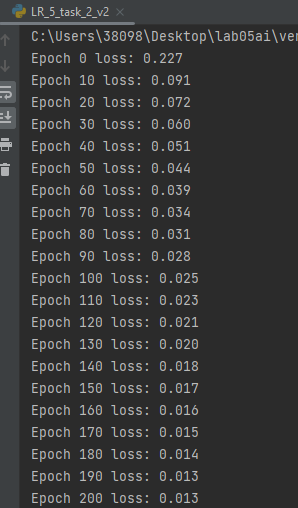 LR_5_task_2_v2
C:\Users\38098\Desktop\lab05ai\ver
Epoch 0 loss: 0.227
Epoch 10 loss: 0.091
Epoch 20 loss: 0.072
Epoch 30 loss: 0.060
Epoch 40 loss: 0.051
Epoch 50 loss: 0.044
Epoch 60 loss: 0.039
Epoch 70 loss: 0.034
Epoch 80 loss: 0.031
Epoch 90 loss: 0.028
Epoch 100 loss: 0.025
Epoch 110 loss: 0.023
Epoch 120 loss: 0.021
Epoch 130 loss: 0.020
Epoch 140 loss: 0.018
Epoch 150 loss: 0.017
Epoch 160 loss: 0.016
Epoch 170 loss: 0.015
Epoch 180 loss: 0.014
Epoch 190 loss: 0.013
Epoch 200 loss: 0.013